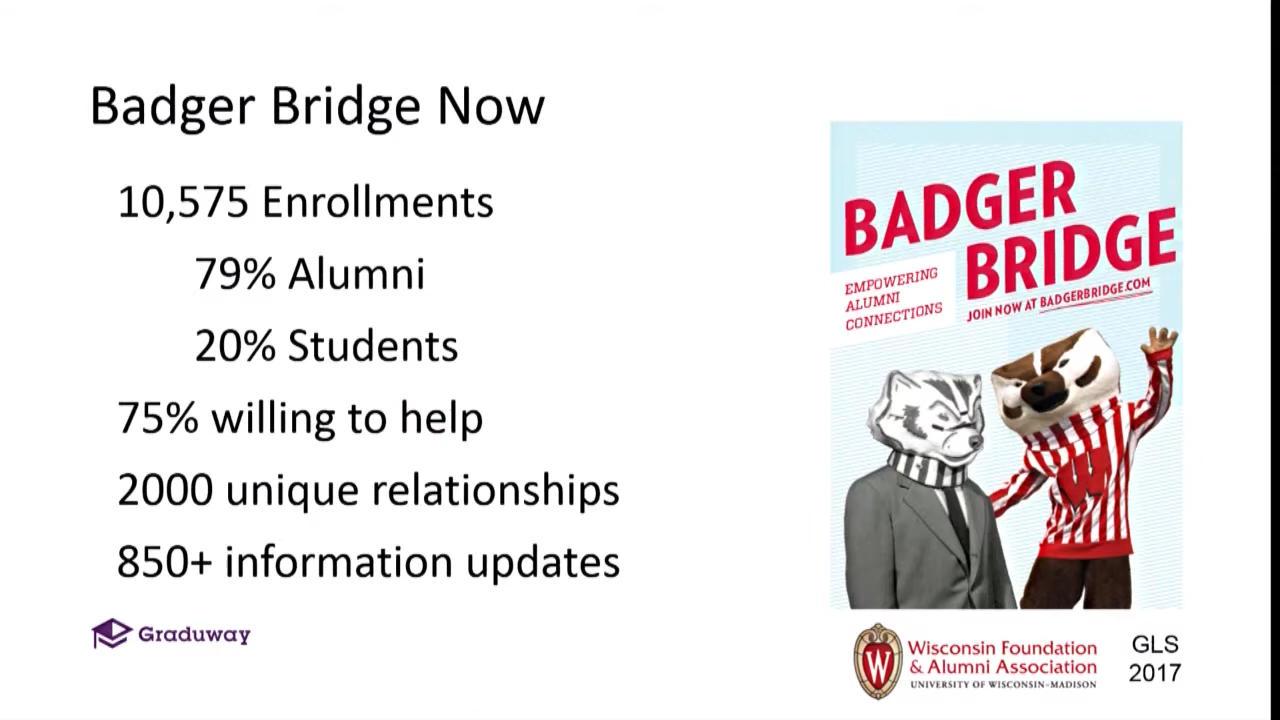 Badger Bridge Now
10,575 Enrollments
79% Alumni
20% Students
75% willing to help
2000 unique relationships
850+ information updates
Graduway
BADGER
BRIDGE
EMPOWERING
ALUMNI
CONNECTIONS
JOIN NOW AT BADGERBRIDGE.COM
W
W
Wisconsin Foundation
& Alumni Association
UNIVERSITY OF WISCONSIN–MADISON
GLS
2017